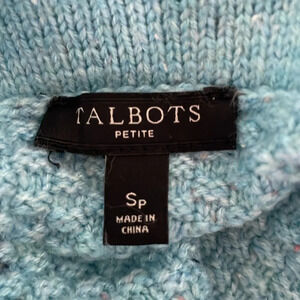 TALBOTS
PETITE
Sp
MADE IN
CHINA